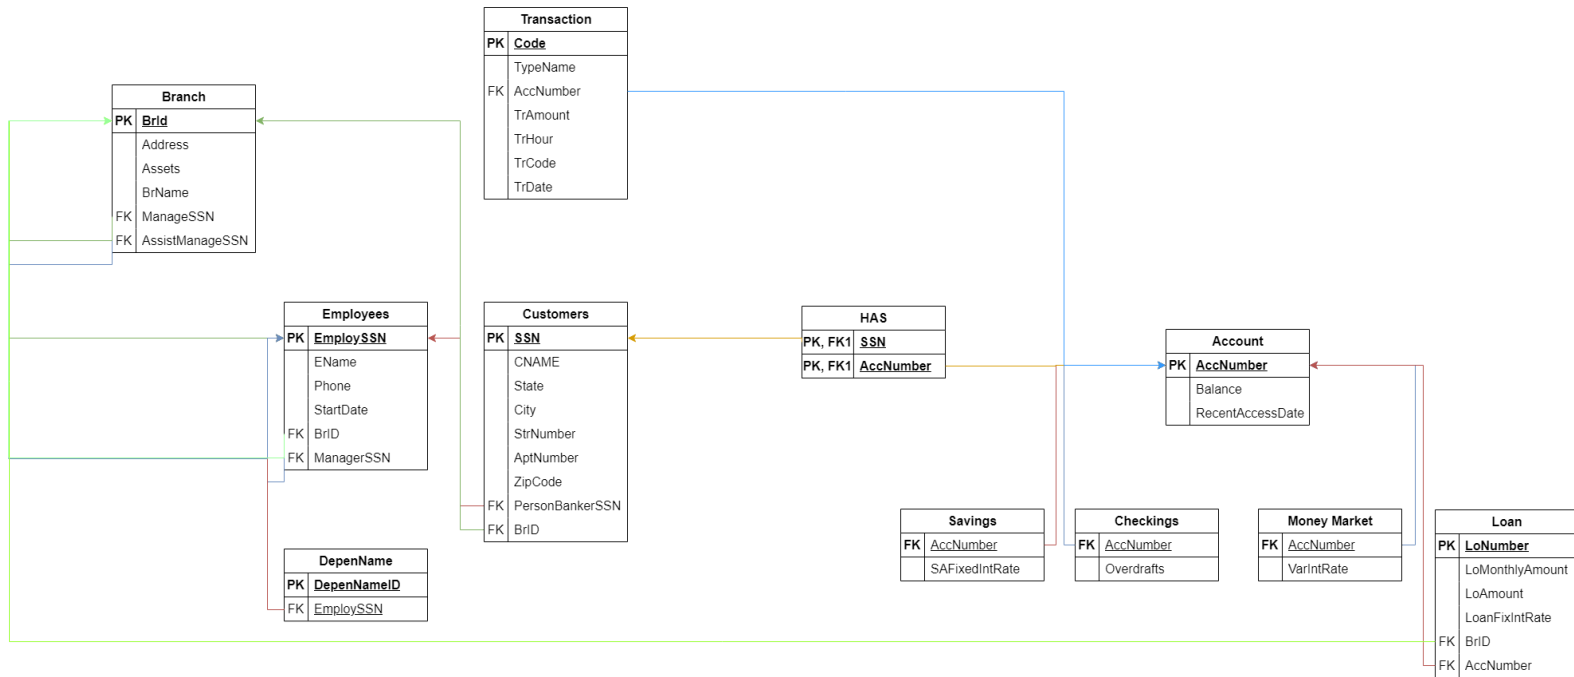 Transaction
PK Code
TypeName
FK AccNumber
TrAmount
TrHour
TrCode
TrDate
Branch
PK BrId
Address
Assets
BrName
FK ManageSSN
FK AssistManageSSN
Employees
PK EmploySSN
EName
Phone
StartDate
FK BrID
FK ManagerSSN
Customers
PK SSN
CNAME
State
City
StrNumber
AptNumber
ZipCode
FK PersonBankerSSN
FK BrID
HAS
PK, FK1 SSN
PK, FK1 AccNumber
Account
PK AccNumber
Balance
RecentAccessDate
DepenName
PK DepenNameID
FK EmploySSN
Savings
FK AccNumber
SAFixedIntRate
Checkings
FK AccNumber
Overdrafts
Money Market
FK AccNumber
VarIntRate
Loan
PK LoNumber
LoMonthlyAmount
LoAmount
LoanFixIntRate
FK BrID
FK AccNumber